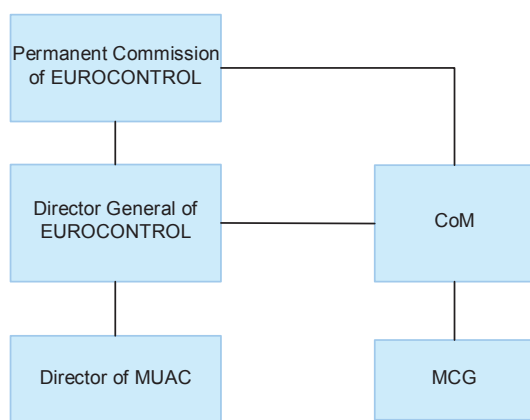 Permanent Commission
of EUROCONTROL
Director General of
EUROCONTROL
CoM
Director of MUAC
MCG